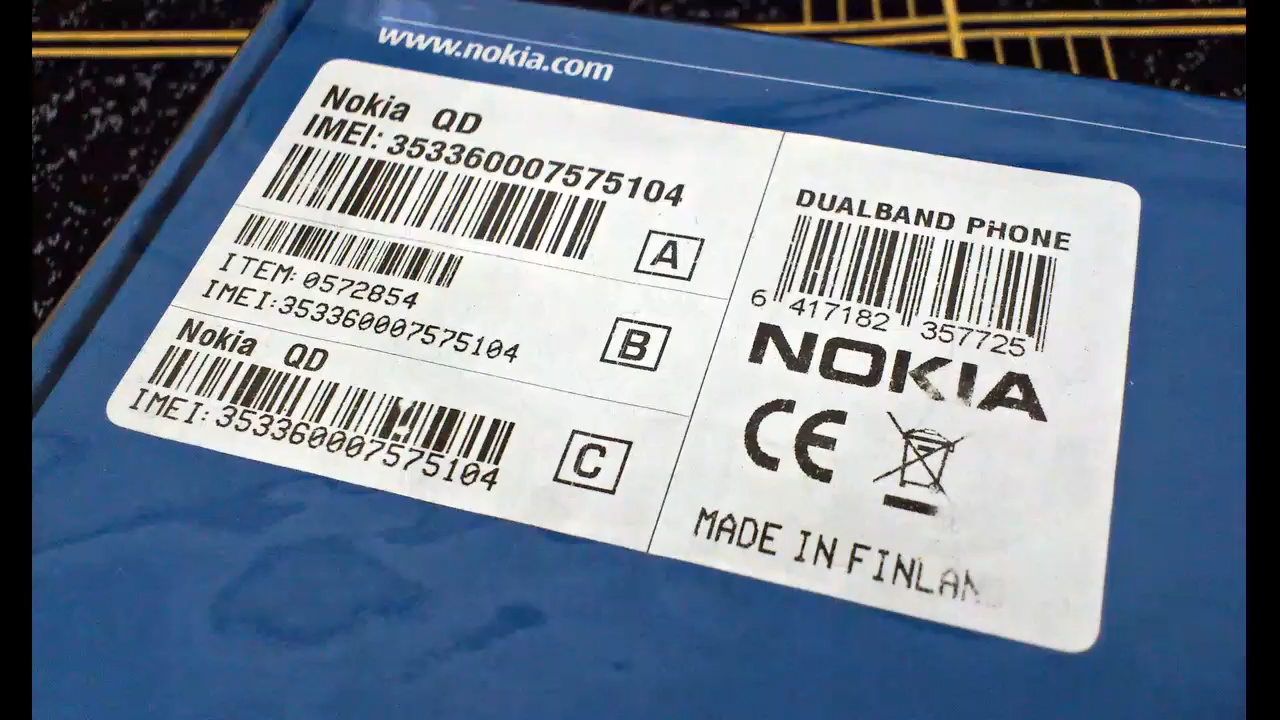 www.nokia.com
Nokia QD
IMEI: 353360007575104
A
ITEM: 0572854
IMEI:353360007575104
B
Nokia QD
IMEI: 353360007575104
C
DUALBAND PHONE
6 417182 357725
NOKIA
CE
MADE IN FINLAN